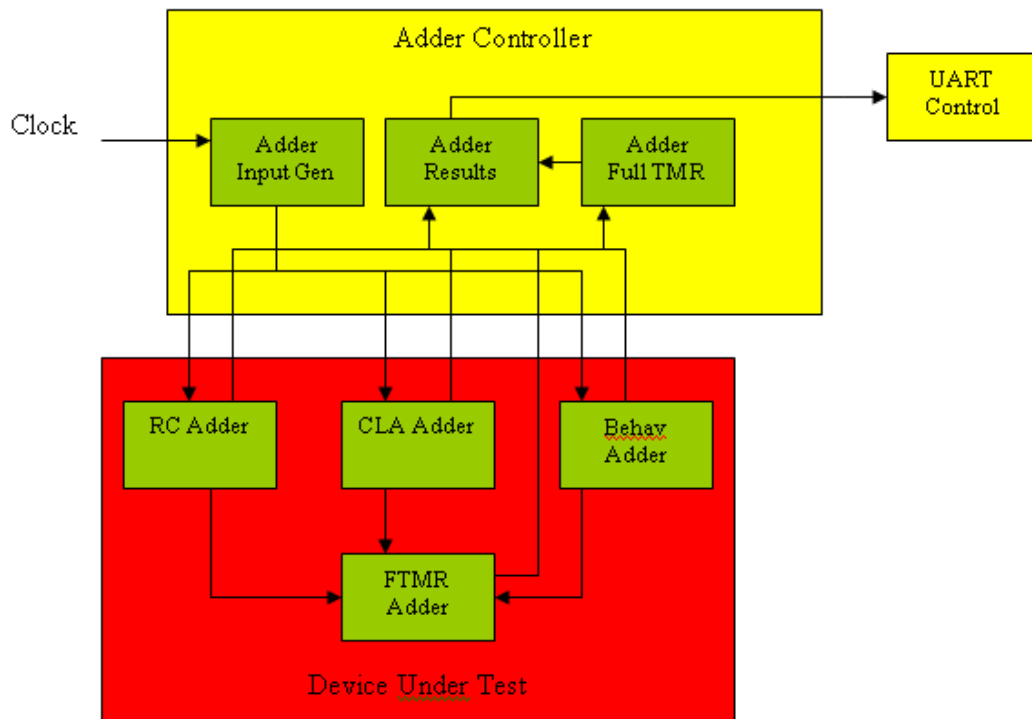 Adder Controller
UART
Control
Clock
Adder
Input Gen
Adder
Results
Adder
Full TMR
RC Adder
CLA Adder
Behav
Adder
FTMR
Adder
Device Under Test